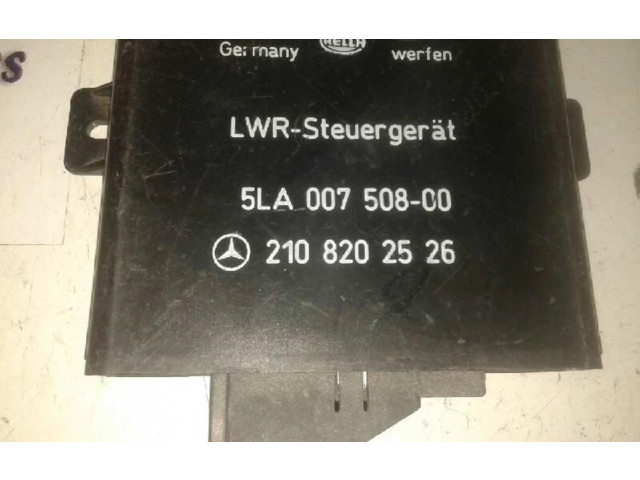 Germany HELLA werfen
LWR-Steuergerät
5LA 007 508-00
210 820 25 26